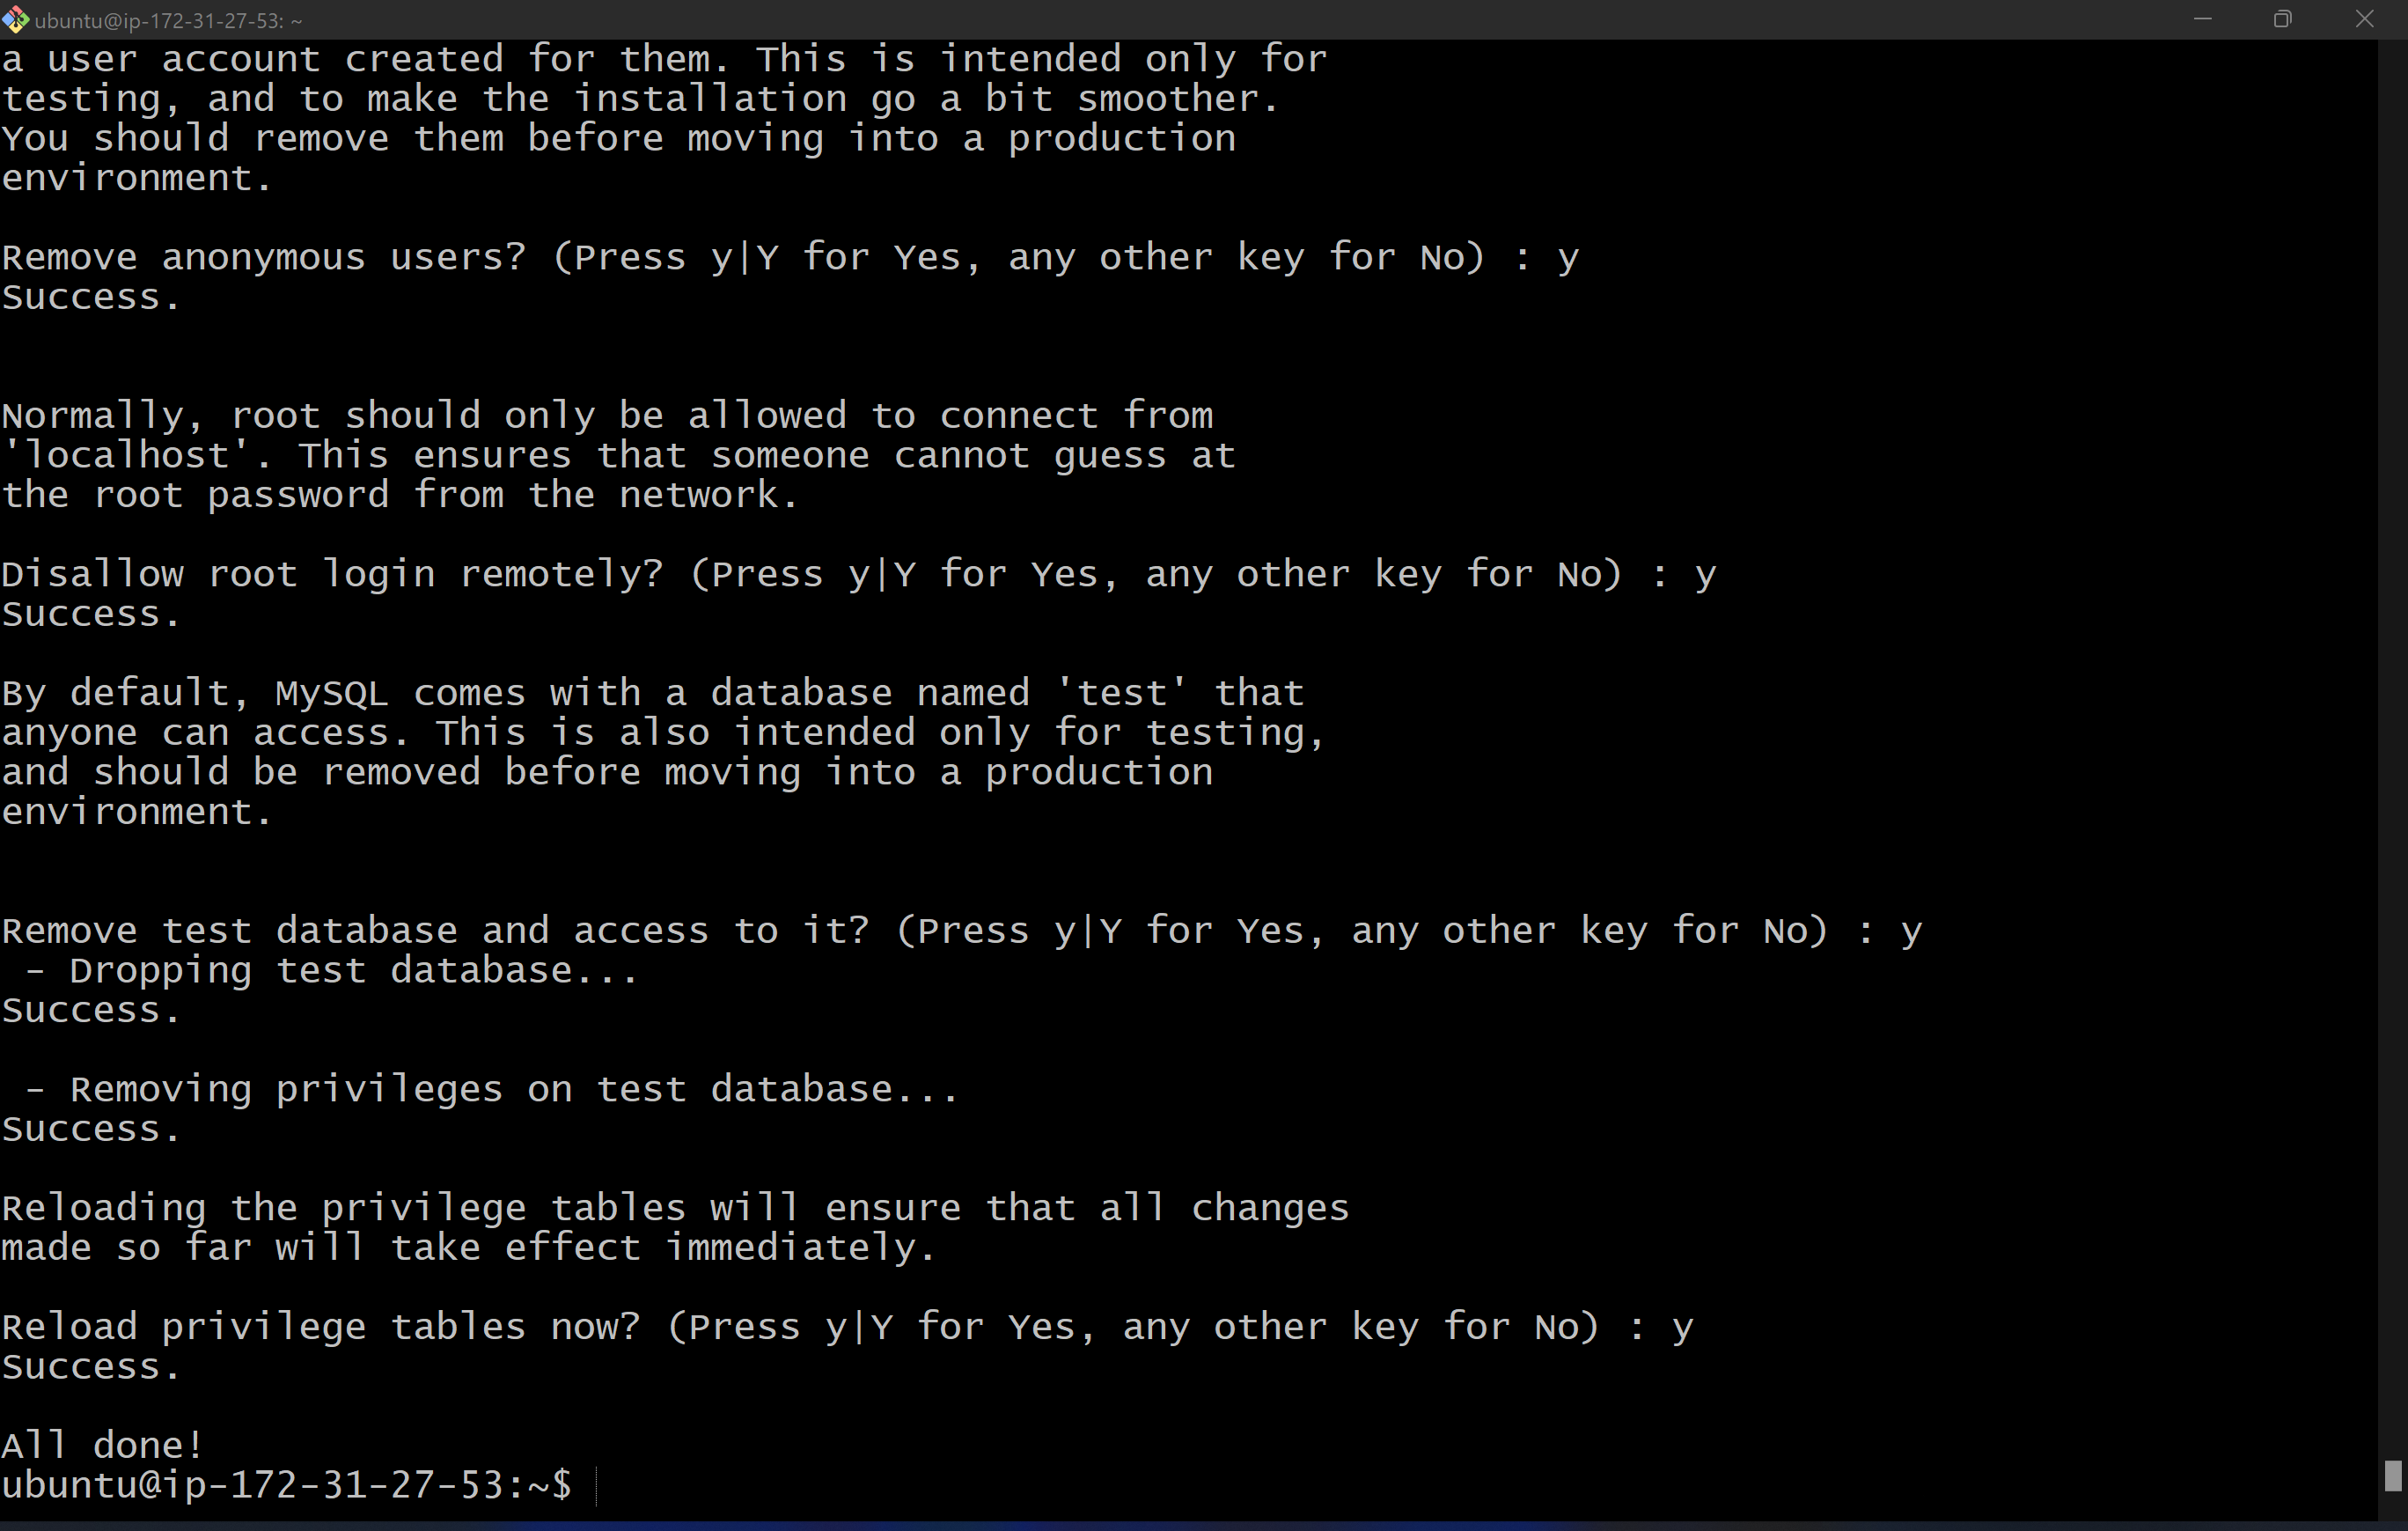 ubuntu@ip-172-31-27-53: ~
a user account created for them. This is intended only for
testing, and to make the installation go a bit smoother.
You should remove them before moving into a production
environment.
Remove anonymous users? (Press y|Y for Yes, any other key for No) : y
Success.
Normally, root should only be allowed to connect from
'localhost'. This ensures that someone cannot guess at
the root password from the network.
Disallow root login remotely? (Press y|Y for Yes, any other key for No) : y
Success.
By default, MySQL comes with a database named 'test' that
anyone can access. This is also intended only for testing,
and should be removed before moving into a production
environment.
Remove test database and access to it? (Press y|Y for Yes, any other key for No) : y
 - Dropping test database...
Success.
 - Removing privileges on test database...
Success.
Reloading the privilege tables will ensure that all changes
made so far will take effect immediately.
Reload privilege tables now? (Press y|Y for Yes, any other key for No) : y
Success.
All done!
ubuntu@ip-172-31-27-53:~$